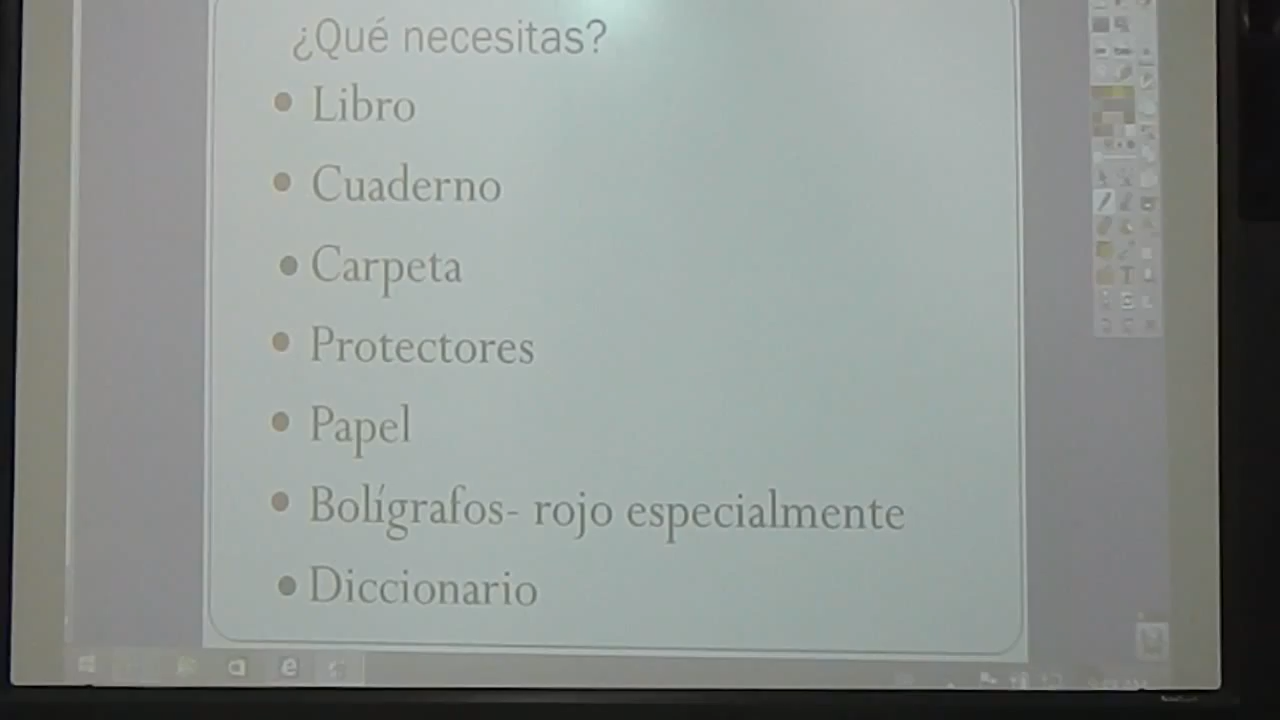 ¿Qué necesitas?
• Libro
• Cuaderno
• Carpeta
• Protectores
• Papel
• Bolígrafos- rojo especialmente
• Diccionario